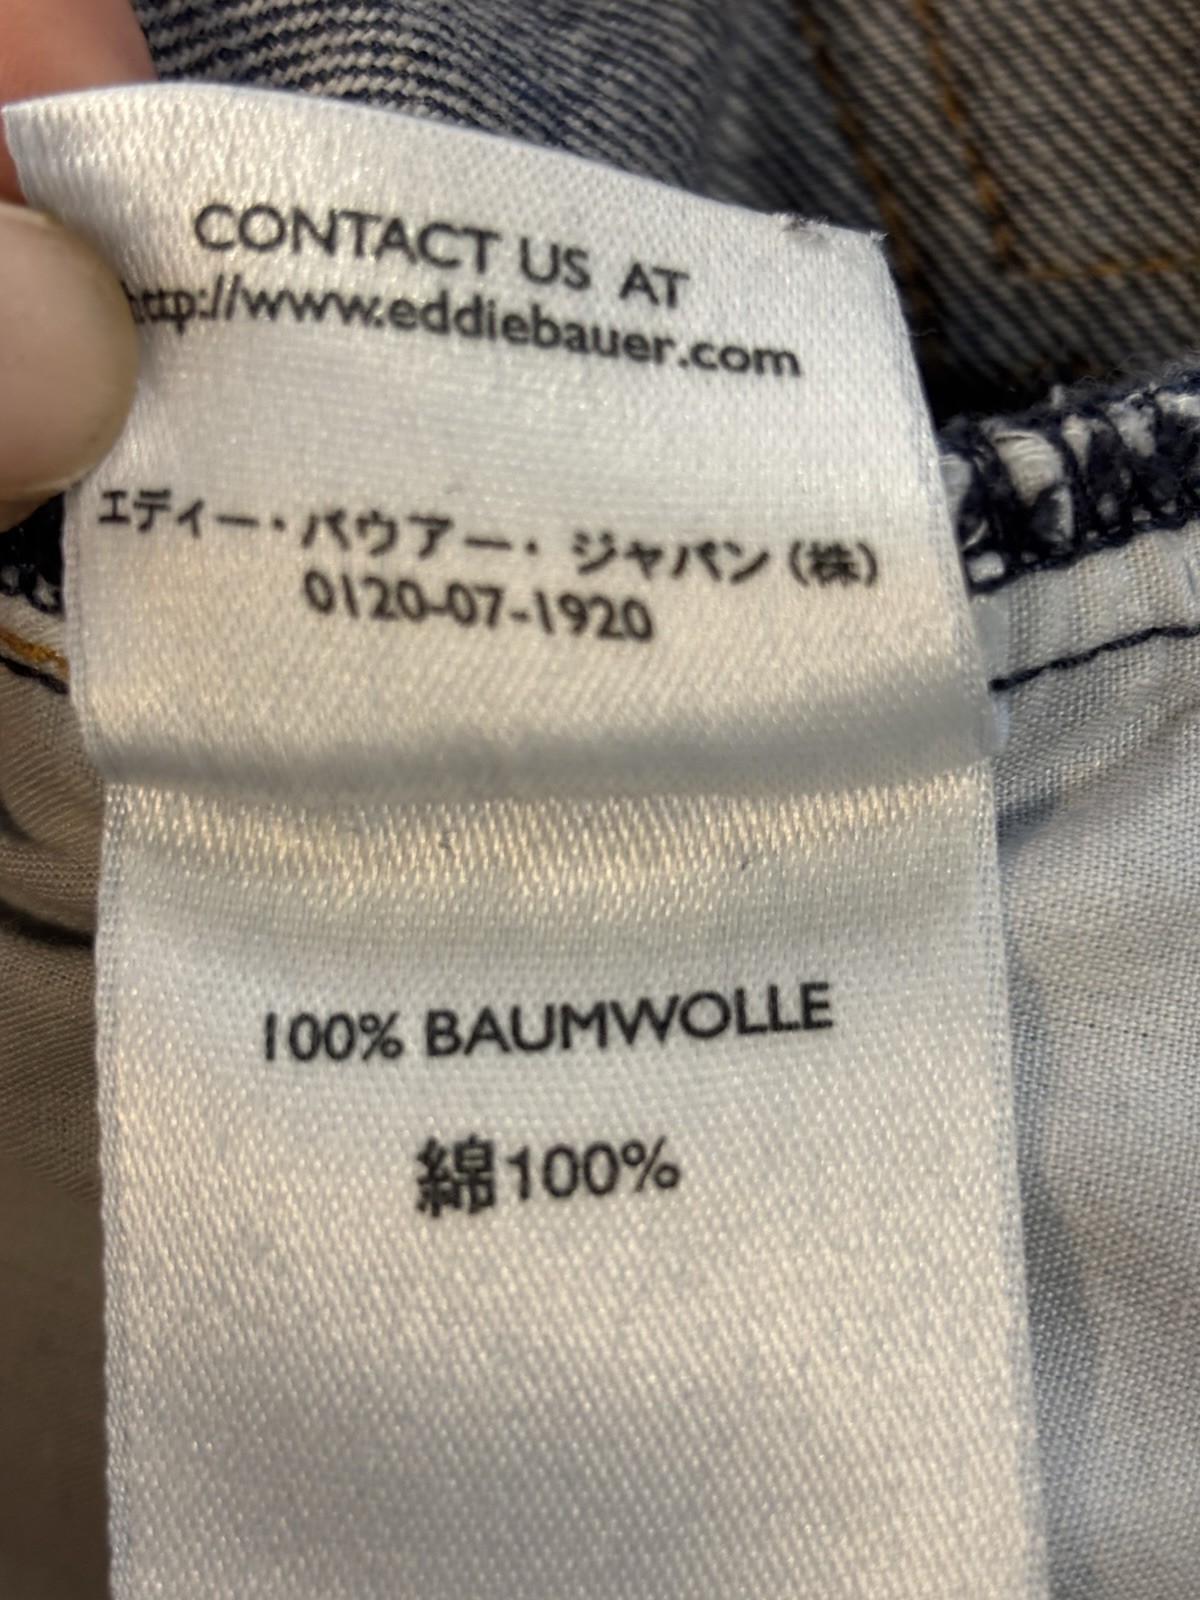 CONTACT US AT
http://www.eddiebauer.com
エディー・バウアー・ジャパン(株)
0120-07-1920
100% BAUMWOLLE
綿100%